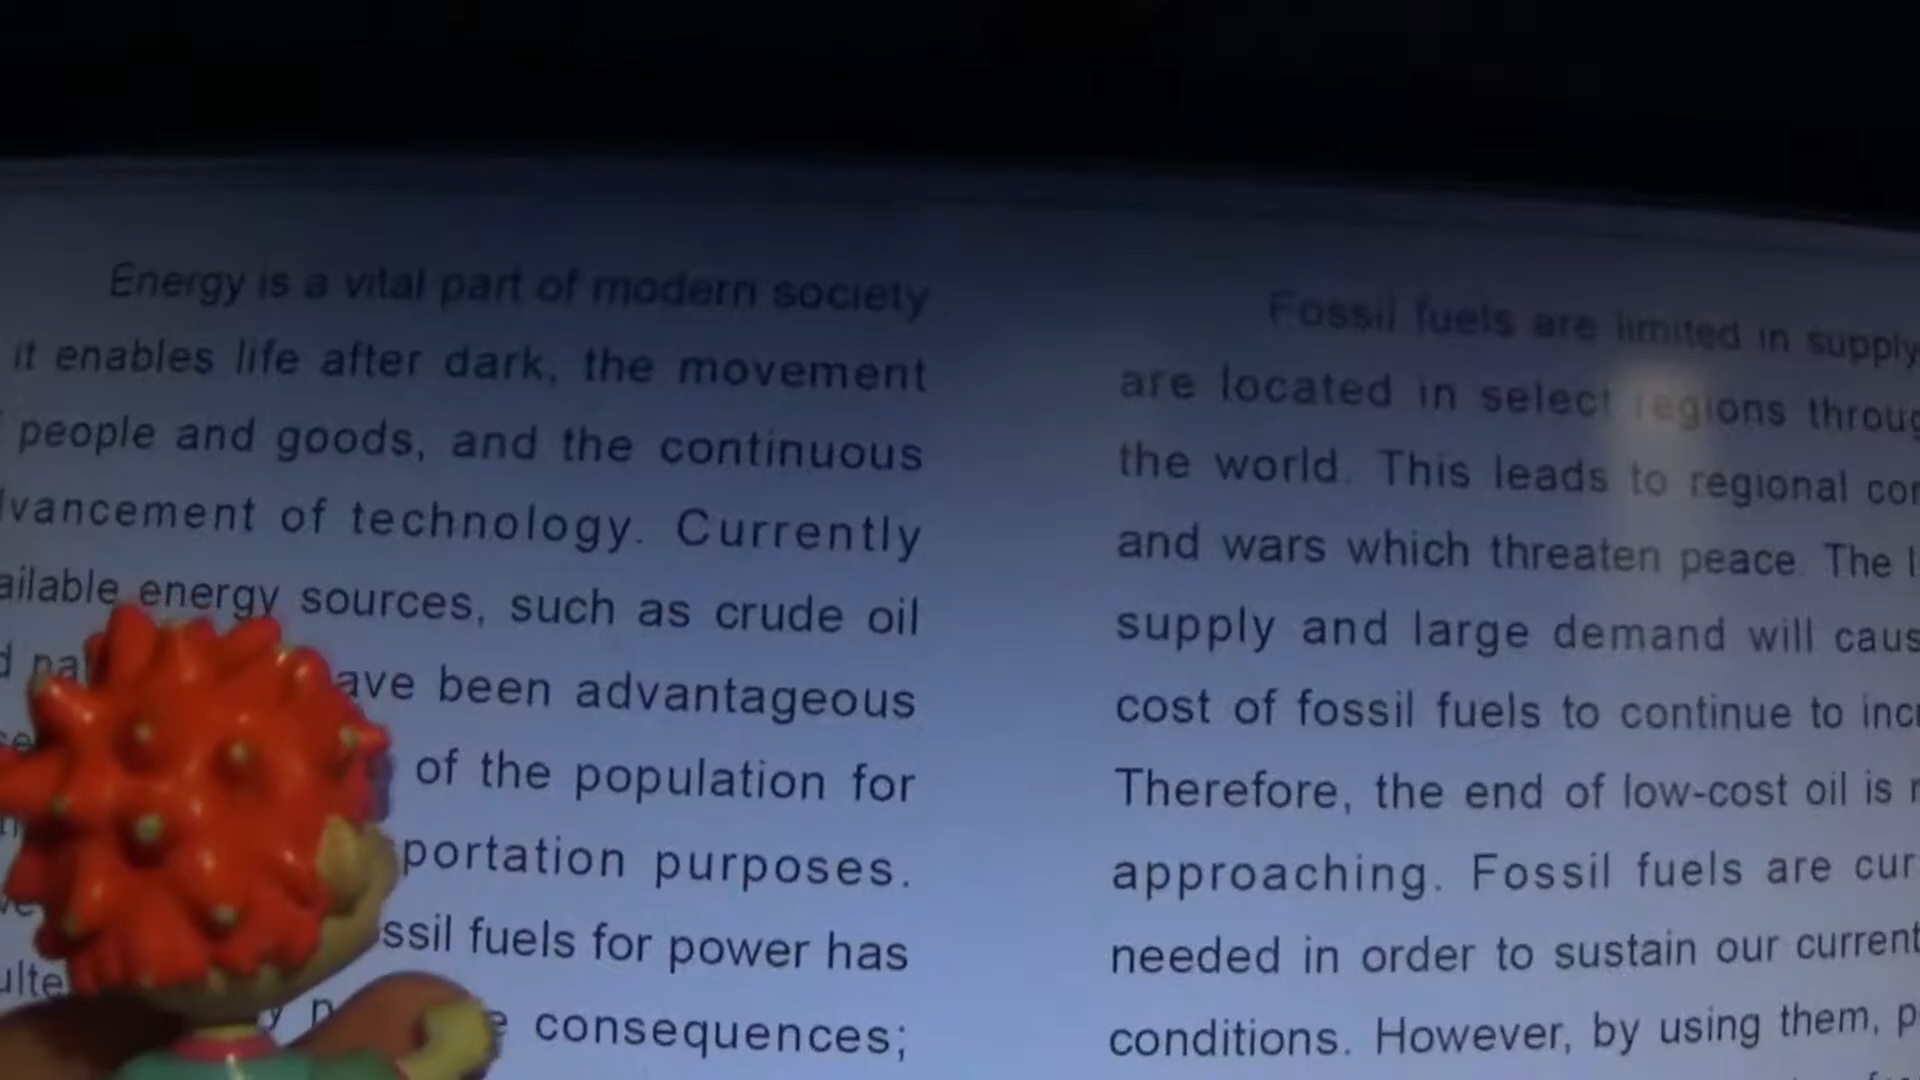 Energy is a vital part of modern society
it enables life after dark, the movement
people and goods, and the continuous
vancement of technology. Currently
ailable energy sources, such as crude oil
ave been advantageous
of the population for
portation purposes.
ssil fuels for power has
consequences;
Fossil fuels are limited in supply
are located in select regions throug
the world. This leads to regional con
and wars which threaten peace. The l
supply and large demand will caus
cost of fossil fuels to continue to incr
Therefore, the end of low-cost oil is
approaching. Fossil fuels are cur
needed in order to sustain our current
conditions. However, by using them, p